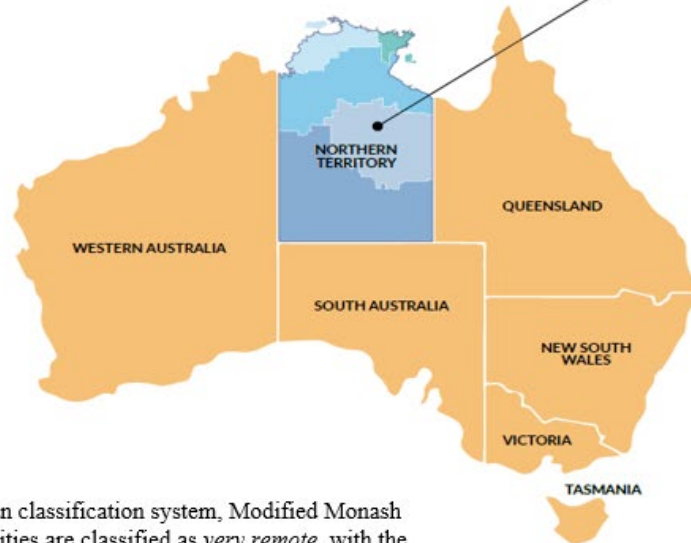 NORTHERN
TERRITORY
QUEENSLAND
WESTERN AUSTRALIA
SOUTH AUSTRALIA
NEW SOUTH
WALES
VICTORIA
TASMANIA
n classification system, Modified Monash
ities are classified as very remote, with the